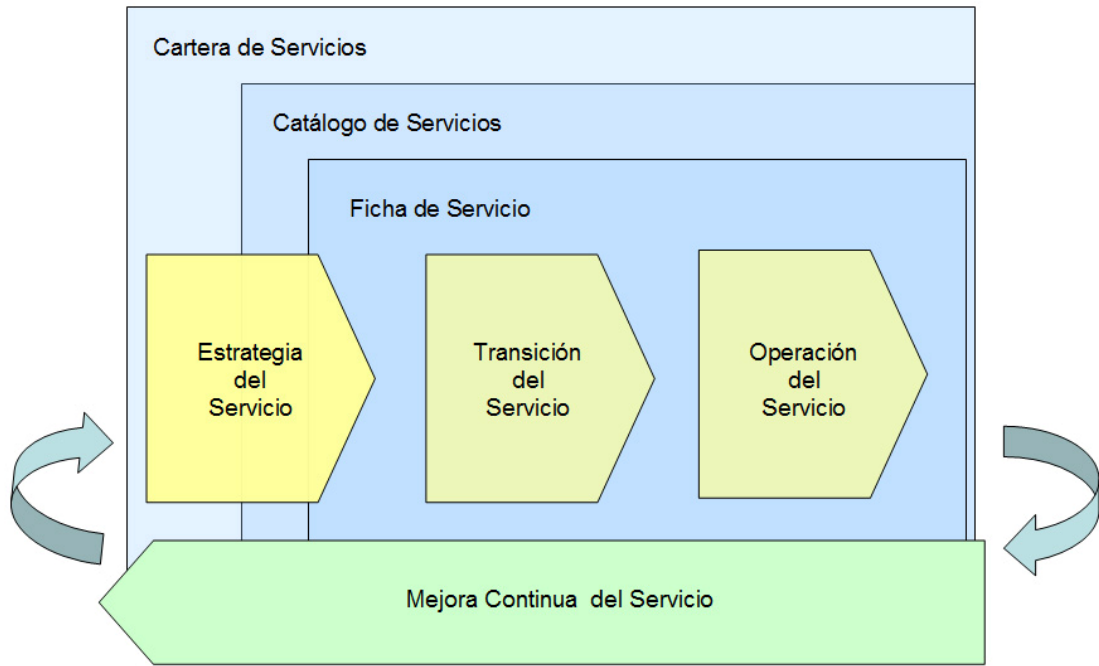 Cartera de Servicios
Catálogo de Servicios
Ficha de Servicio
Estrategia
del
Servicio
Transición
del
Servicio
Operación
del
Servicio
Mejora Continua del Servicio